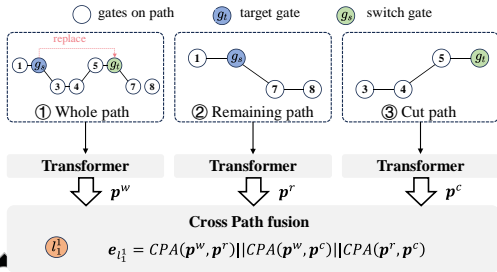 gates on path
g_t target gate
g_s switch gate
replace
1 g_s 3 4 5 g_t 7 8
1 g_s 7 8
3 4 5 g_t
① Whole path
② Remaining path
③ Cut path
Transformer
Transformer
Transformer
p^w
p^r
p^c
Cross Path fusion
l_1^1
e_{l_1^1} = CPA(p^w, p^r)||CPA(p^w, p^c)||CPA(p^r, p^c)